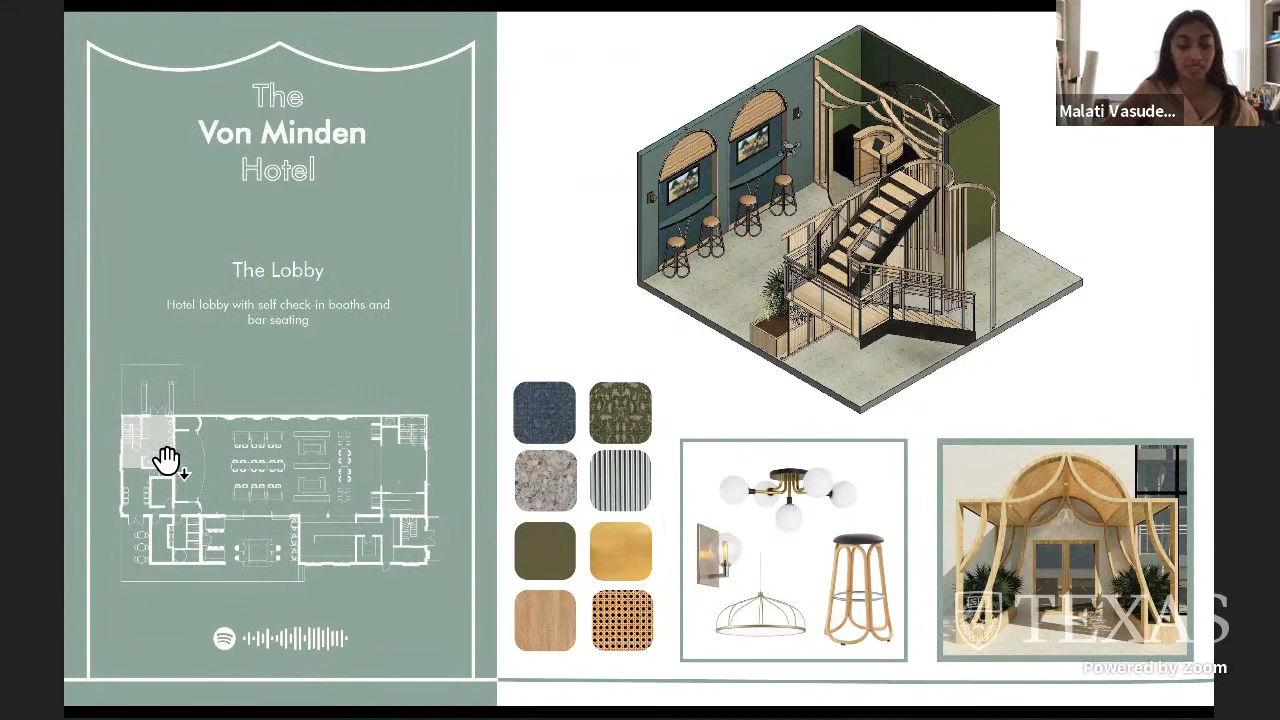 The
Von Minden
Hotel
The Lobby
Hotel lobby with self check-in booths and
bar seating
Malati Vasude...
TEXAS
Powered by Zoom